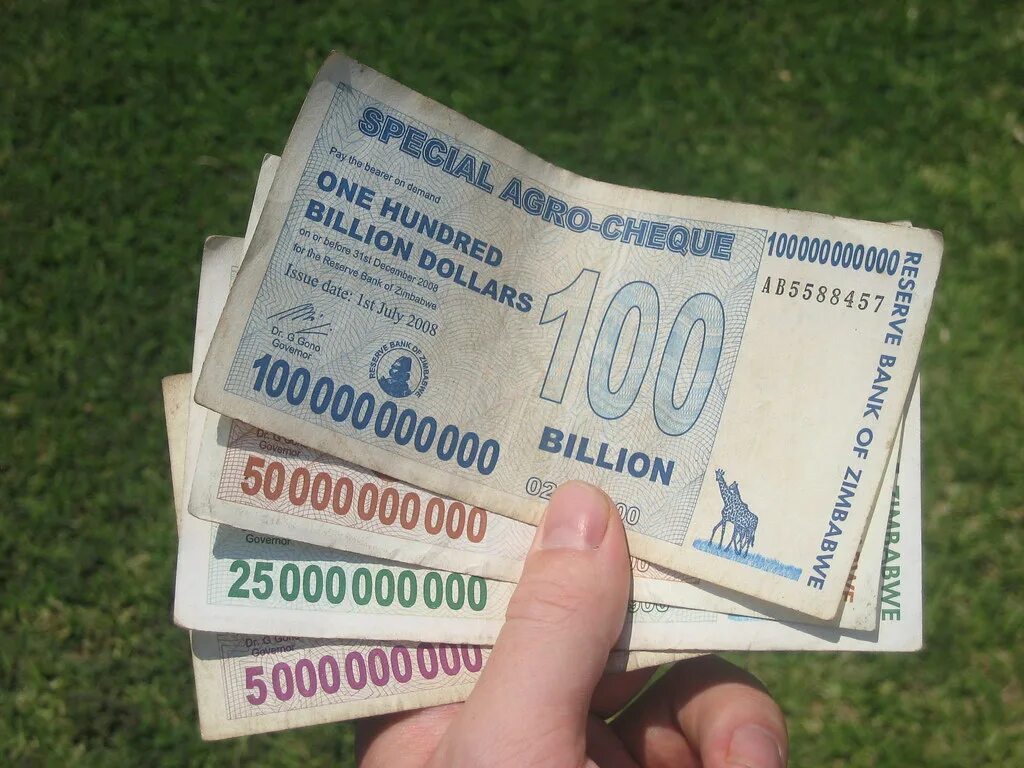 SPECIAL AGRO-CHEQUE
Pay the bearer on demand
ONE HUNDRED
BILLION DOLLARS
on or before 31st December 2008
for the Reserve Bank of Zimbabwe
Issue date: 1st July 2008
Dr. G Gono
Governor
RESERVE BANK OF ZIMBABWE
100000000000
100
BILLION
100000000000
AB5588457
RESERVE BANK OF ZIMBABWE
Governor
50000000000
Governor
25000000000
ZIMBABWE
Dr. G Gono
Governor
5000000000